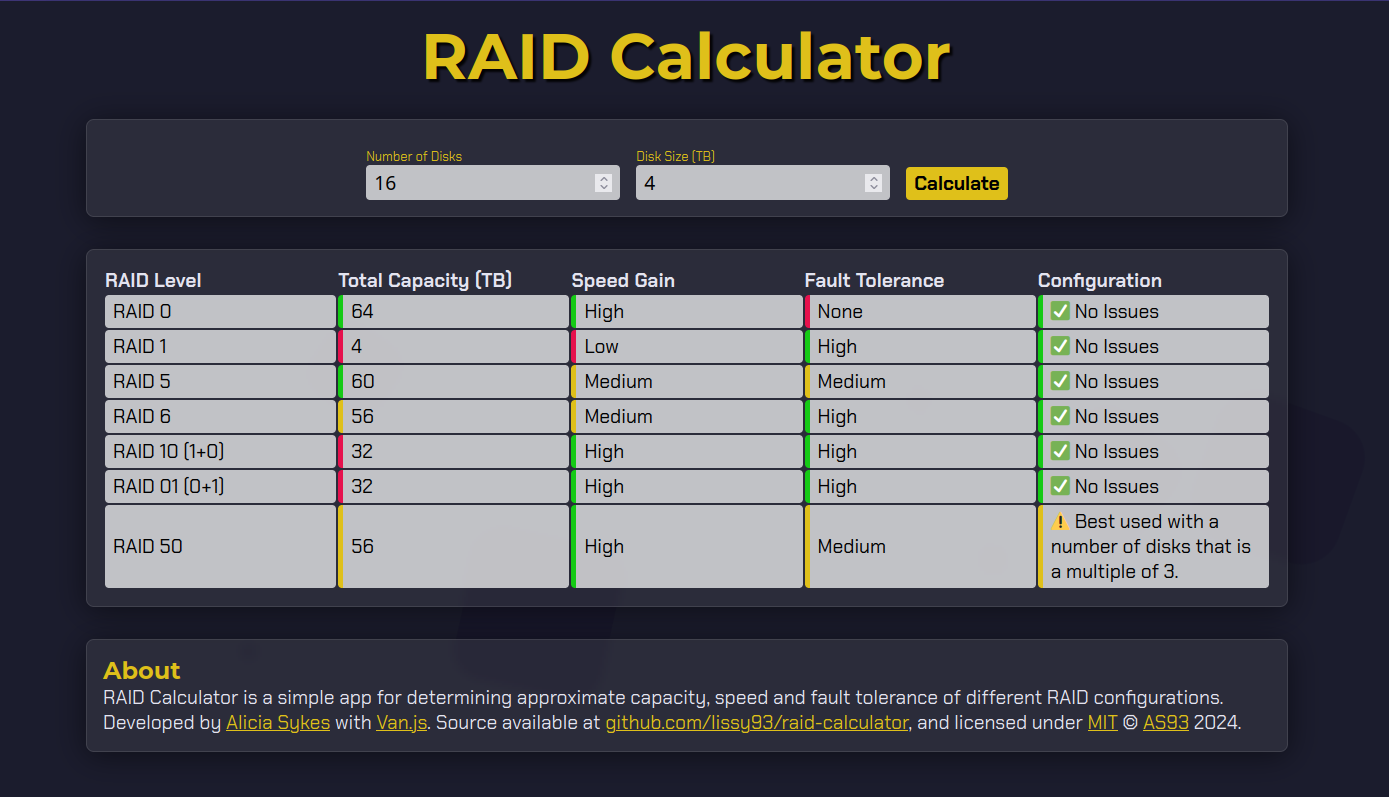 RAID Calculator
Number of Disks
Disk Size (TB)
16
4
Calculate
RAID Level Total Capacity (TB) Speed Gain Fault Tolerance Configuration
RAID 0 64 High None ✅ No Issues
RAID 1 4 Low High ✅ No Issues
RAID 5 60 Medium Medium ✅ No Issues
RAID 6 56 Medium High ✅ No Issues
RAID 10 (1+0) 32 High High ✅ No Issues
RAID 01 (0+1) 32 High High ✅ No Issues
RAID 50 56 High Medium ⚠️ Best used with a
number of disks that is
a multiple of 3.
About
RAID Calculator is a simple app for determining approximate capacity, speed and fault tolerance of different RAID configurations.
Developed by Alicia Sykes with Van.js. Source available at github.com/lissy93/raid-calculator, and licensed under MIT © AS93 2024.